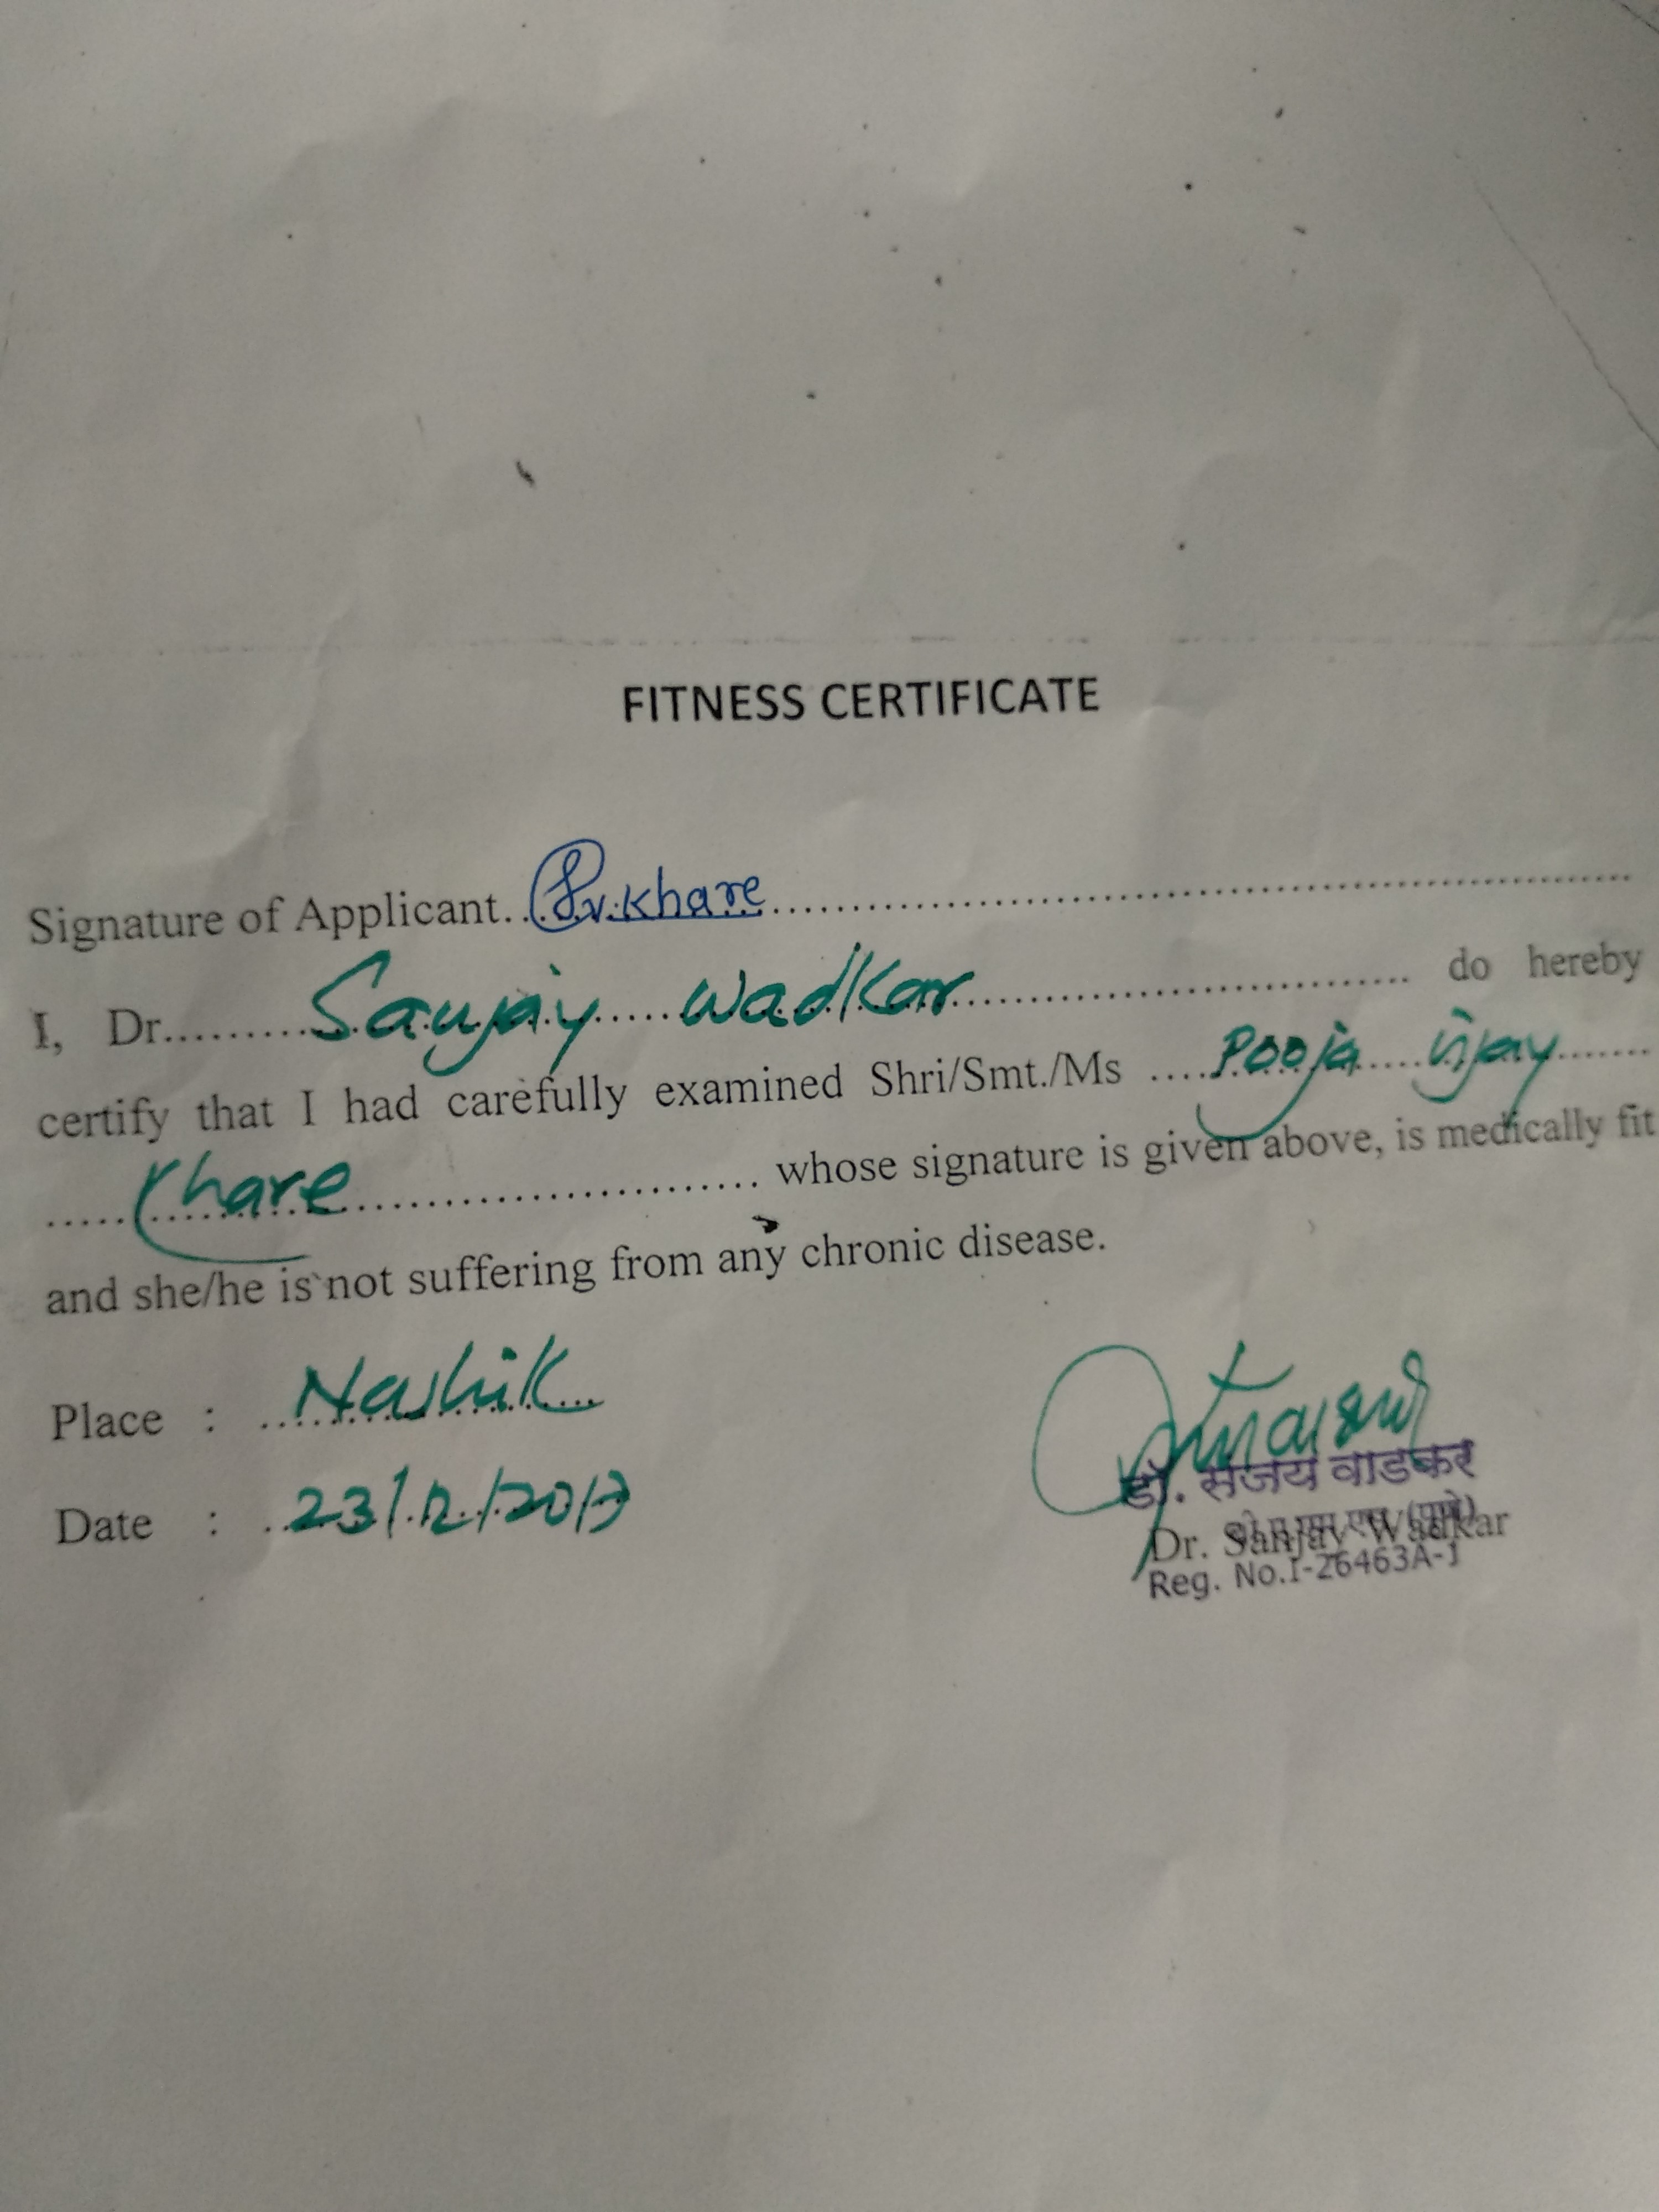 FITNESS CERTIFICATE
Signature of Applicant..P.V.Khare..............................
I, Dr.........Sanjay.....Wadkar.............................. do hereby
certify that I had carefully examined Shri/Smt./Ms ....Pooja....Vijay.......
.....Khare........................ whose signature is given above, is medically fit
and she/he is not suffering from any chronic disease.
Place : ..Nashik..
Date : ..23/12/201
डॉ. संजय वाडकर
(पुणे)
Dr. Sanjay Wadkar
Reg. No.I-26463A-1